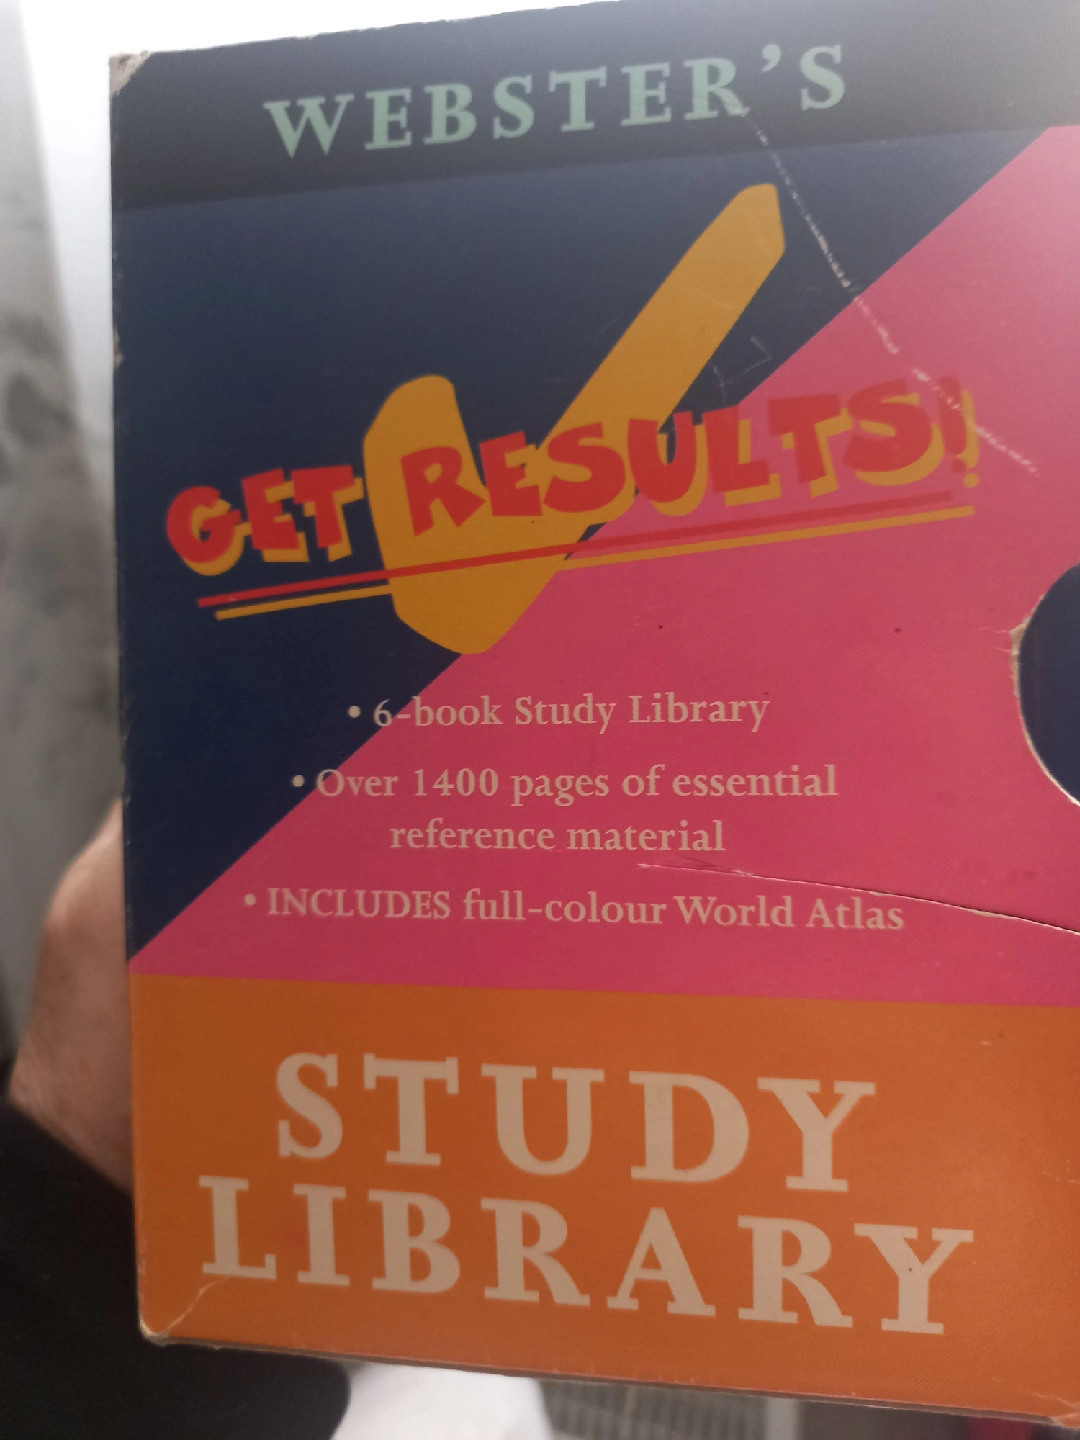 WEBSTER'S
GET RESULTS!
• 6-book Study Library
• Over 1400 pages of essential
reference material
• INCLUDES full-colour World Atlas
STUDY
LIBRARY